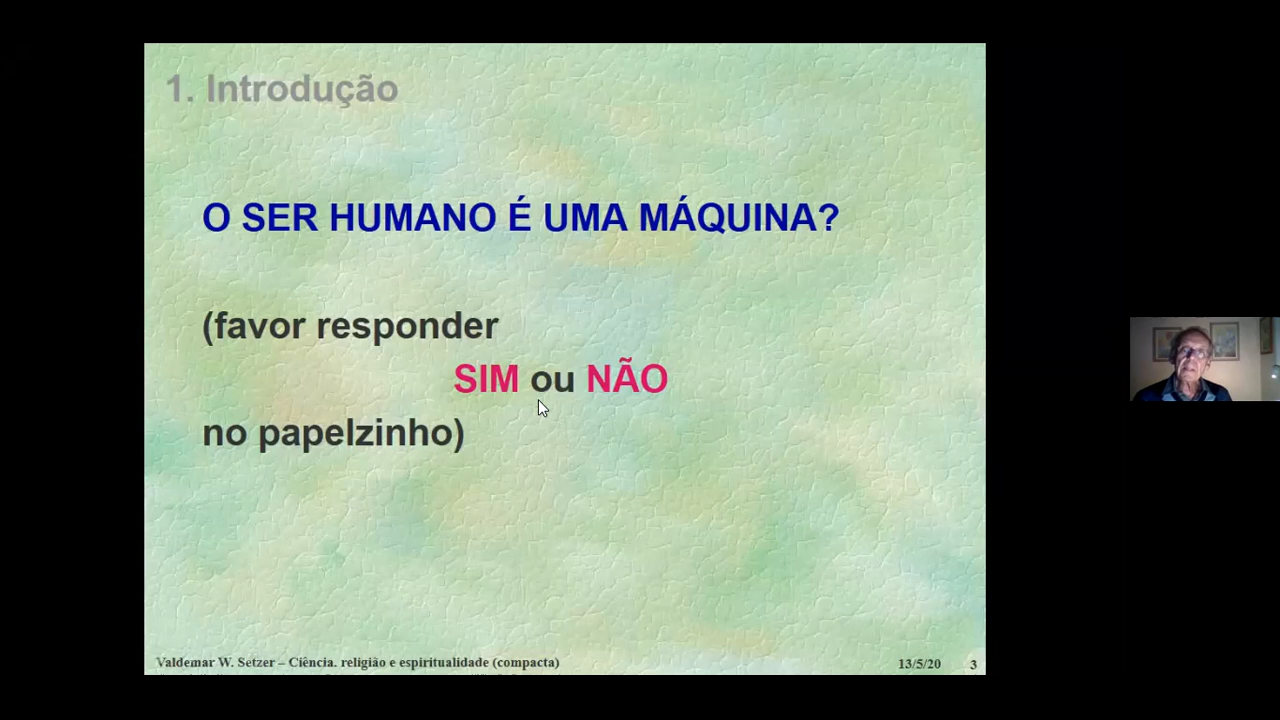 1. Introdução
O SER HUMANO É UMA MÁQUINA?
(favor responder
SIM ou NÃO
no papelzinho)
Valdemar W. Setzer – Ciência. religião e espiritualidade (compacta)
13/5/20
3